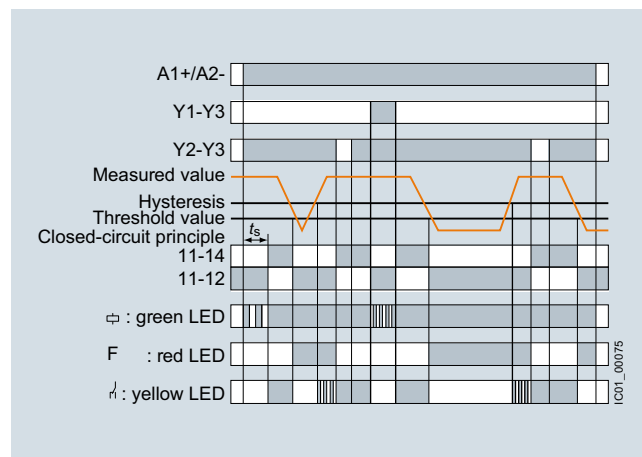 A1+/A2-
Y1-Y3
Y2-Y3
Measured value
Hysteresis
Threshold value
Closed-circuit principle
ts
11-14
11-12
: green LED
F : red LED
: yellow LED
IC01_00075